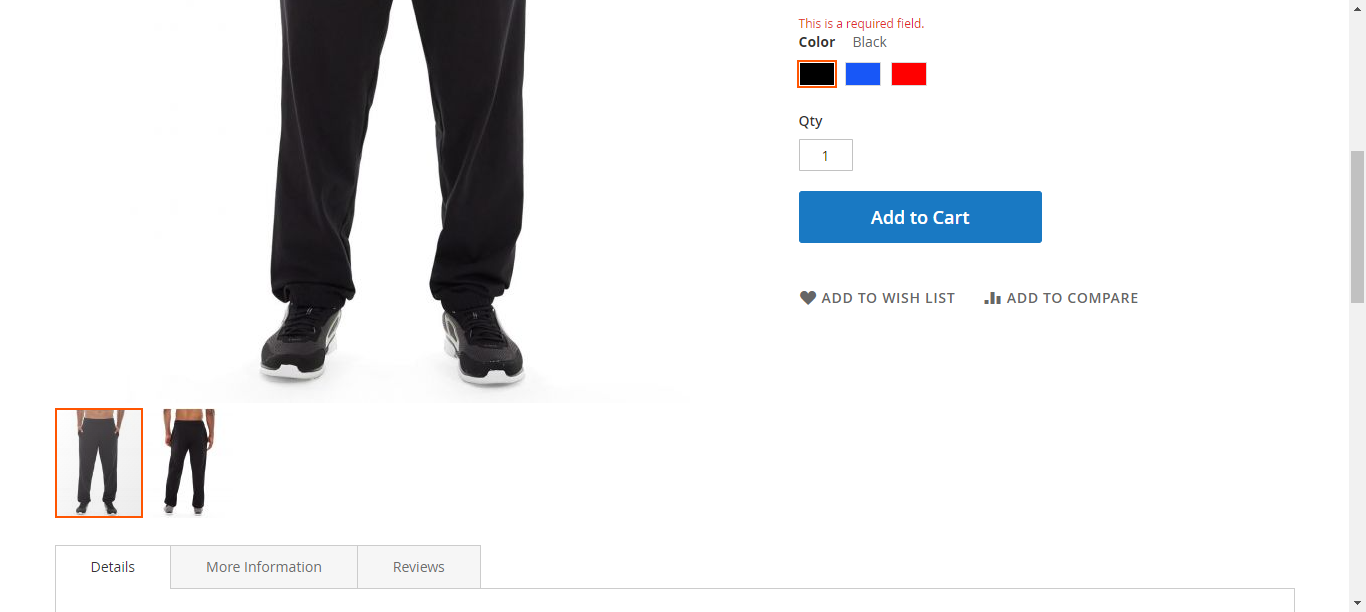 This is a required field.
Color Black
Qty
1
Add to Cart
ADD TO WISH LIST ADD TO COMPARE
Details More Information Reviews